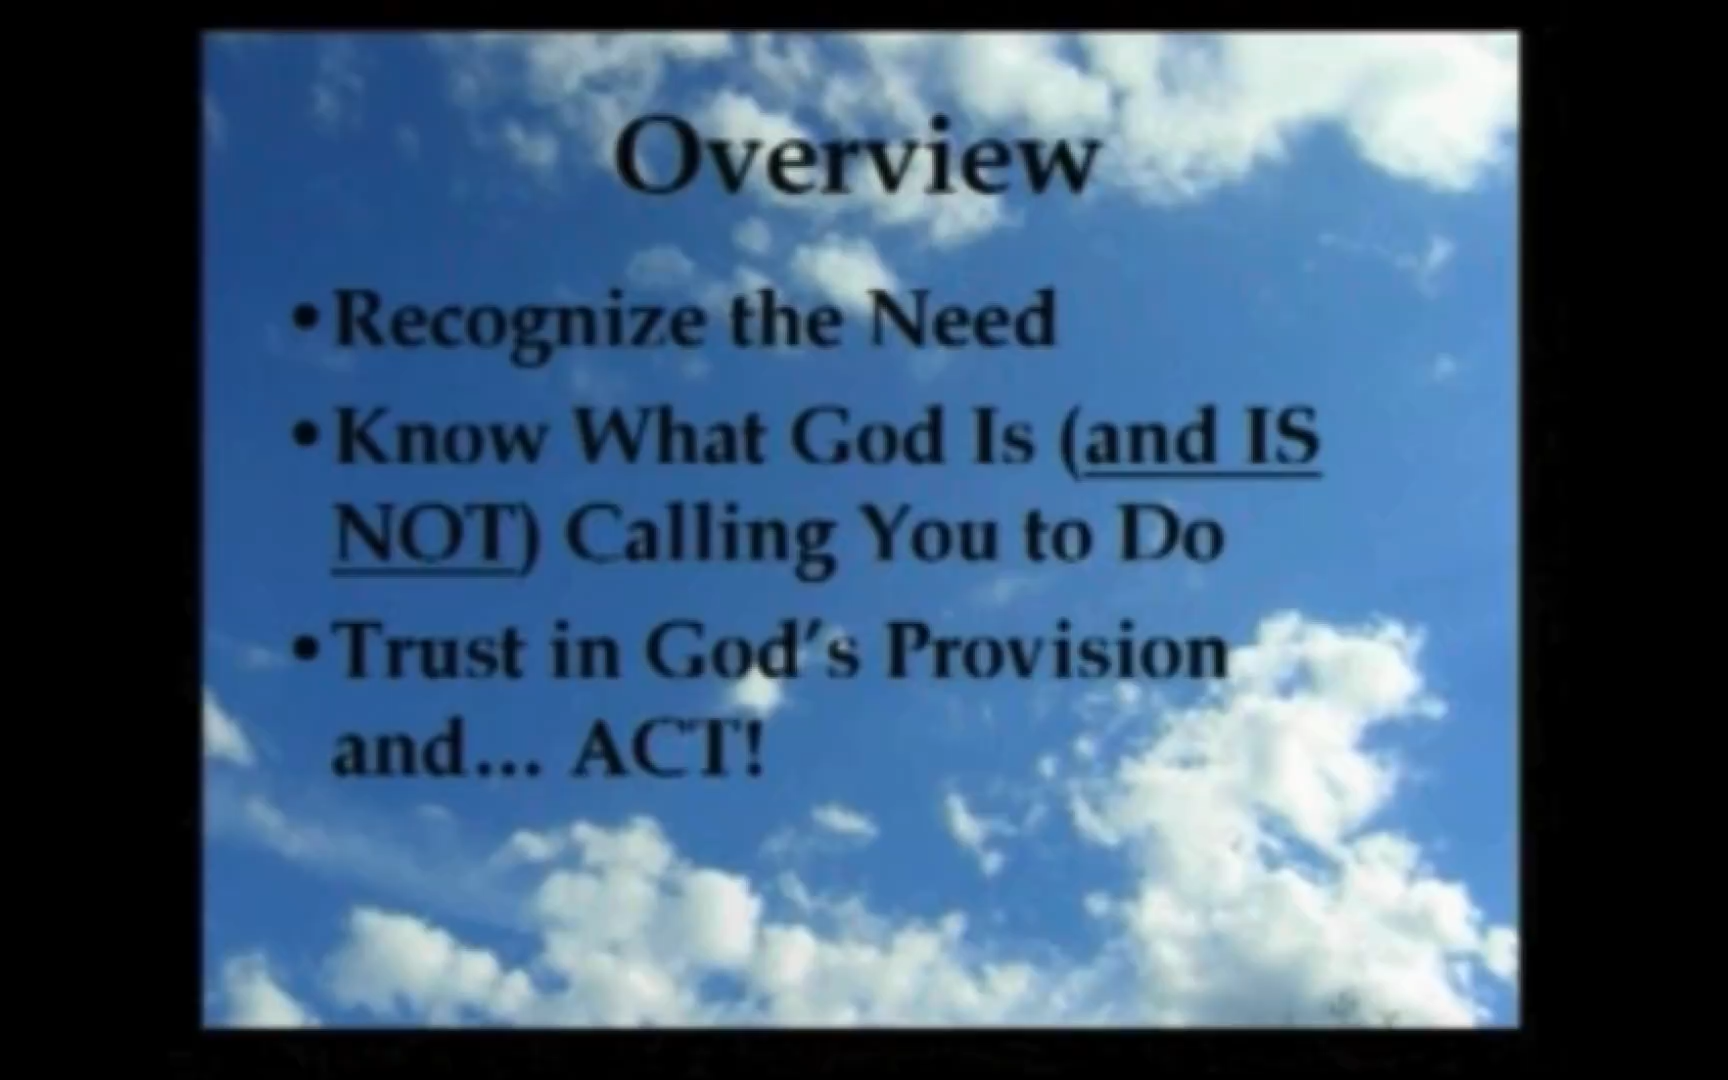 Overview
•Recognize the Need
•Know What God Is (and IS
NOT) Calling You to Do
•Trust in God's Provision
and... ACT!